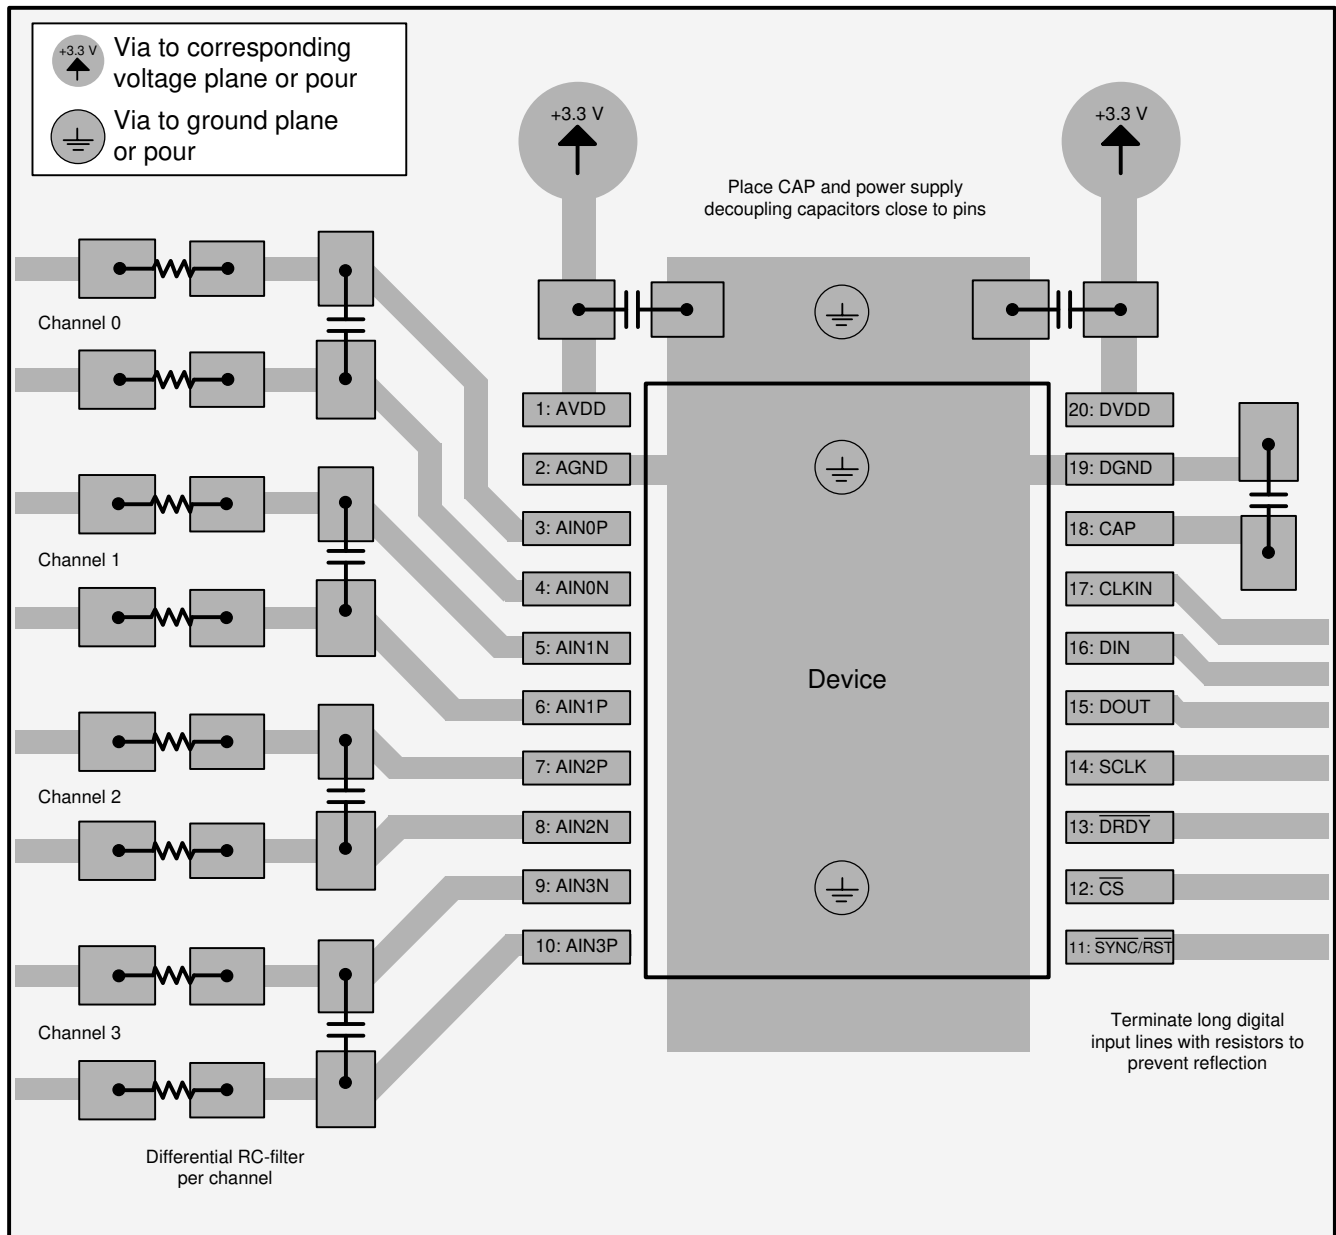 +3.3 V
Via to corresponding
voltage plane or pour
Via to ground plane
or pour
+3.3 V
+3.3 V
Place CAP and power supply
decoupling capacitors close to pins
Channel 0
Channel 1
Channel 2
Channel 3
Differential RC-filter
per channel
1: AVDD
2: AGND
3: AIN0P
4: AIN0N
5: AIN1N
6: AIN1P
7: AIN2P
8: AIN2N
9: AIN3N
10: AIN3P
Device
20: DVDD
19: DGND
18: CAP
17: CLKIN
16: DIN
15: DOUT
14: SCLK
13: D̅R̅D̅Y̅
12: C̅S̅
11: S̅Y̅N̅C̅/R̅S̅T̅
Terminate long digital
input lines with resistors to
prevent reflection